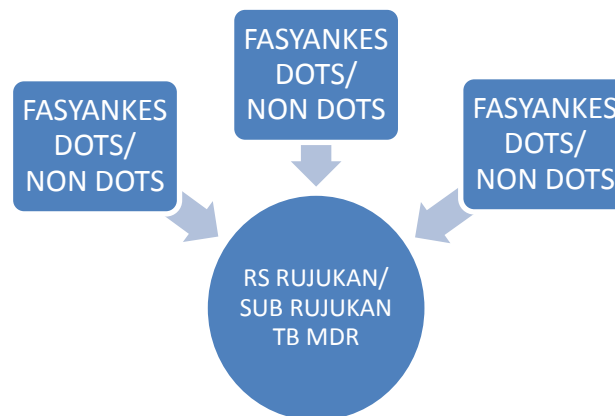 FASYANKES
DOTS/
NON DOTS
FASYANKES
DOTS/
NON DOTS
FASYANKES
DOTS/
NON DOTS
RS RUJUKAN/
SUB RUJUKAN
TB MDR